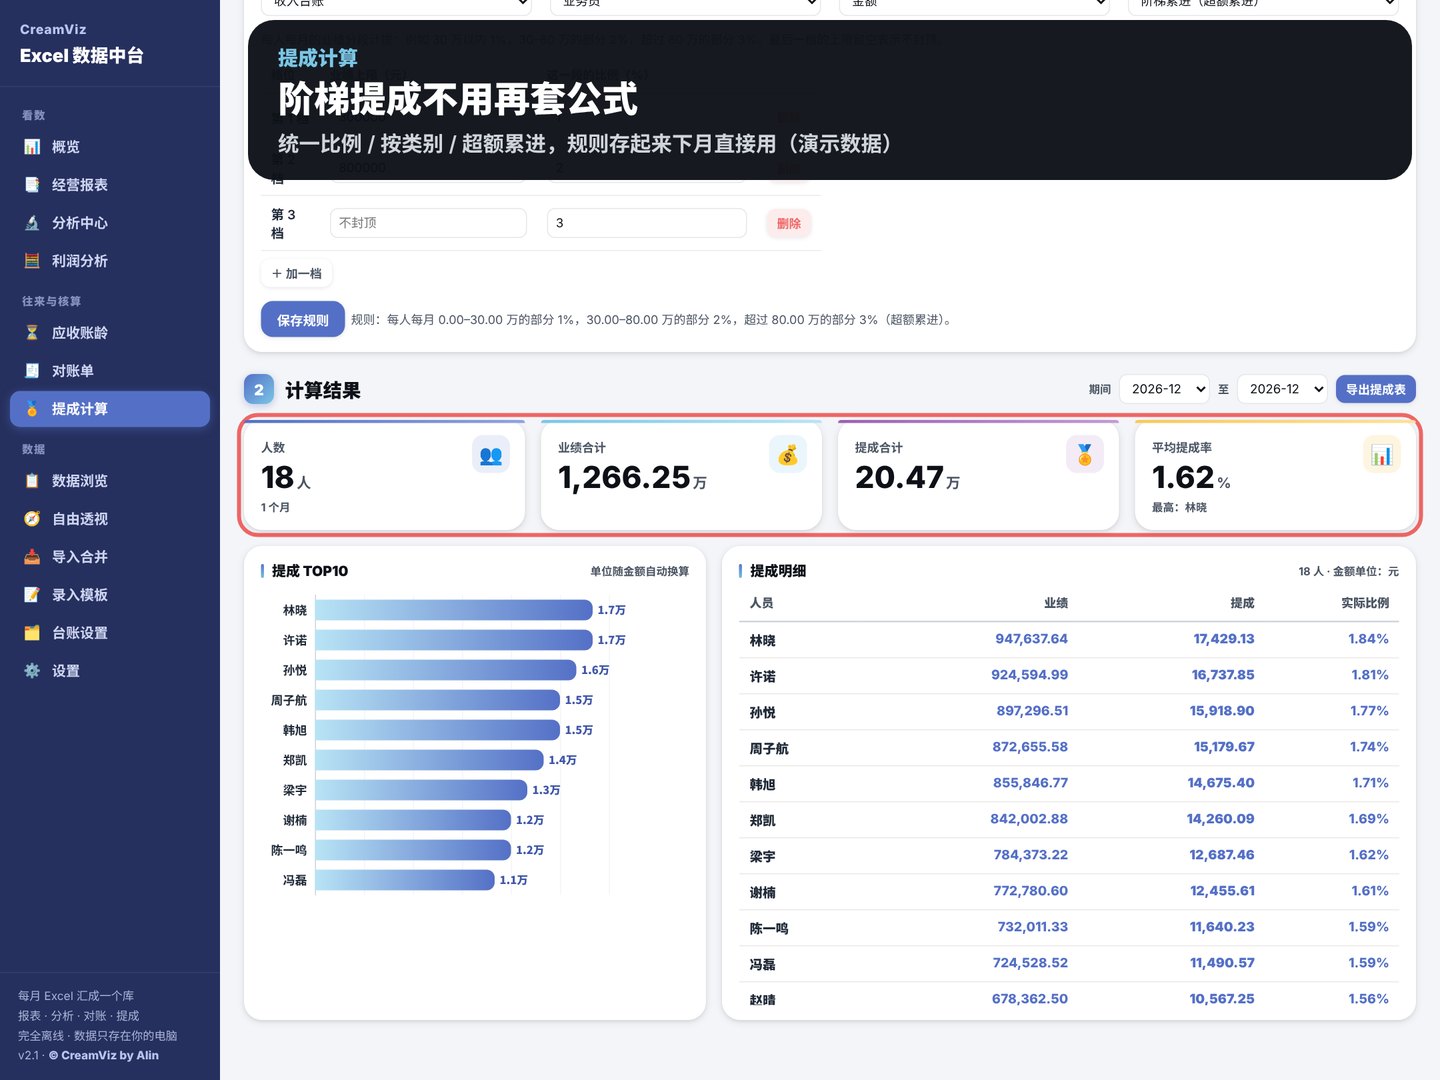 CreamViz
Excel 数据中台
看数
📊 概览
📑 经营报表
🔬 分析中心
🧮 利润分析
往来与核算
⏳ 应收账龄
🧾 对账单
🏅 提成计算
数据
📋 数据浏览
🧭 自由透视
📥 导入合并
📝 录入模板
🗂️ 台账设置
⚙️ 设置
每月 Excel 汇成一个库
报表 · 分析 · 对账 · 提成
完全离线 · 数据只存在你的电脑
v2.1 · © CreamViz by Alin
收入台账 业务员 金额 阶梯累进（超额累进）
提成计算
阶梯提成不用再套公式
统一比例 / 按类别 / 超额累进，规则存起来下月直接用（演示数据）
800000 2
档
第 3 档 不封顶 3 删除
＋ 加一档
保存规则 规则：每人每月 0.00–30.00 万的部分 1%，30.00–80.00 万的部分 2%，超过 80.00 万的部分 3%（超额累进）。
2 计算结果 期间 2026-12 至 2026-12 导出提成表
人数
18 人
1 个月
业绩合计
1,266.25 万
提成合计
20.47 万
平均提成率
1.62 %
最高：林晓
提成 TOP10 单位随金额自动换算
林晓 1.7万
许诺 1.7万
孙悦 1.6万
周子航 1.5万
韩旭 1.5万
郑凯 1.4万
梁宇 1.3万
谢楠 1.2万
陈一鸣 1.2万
冯磊 1.1万
提成明细 18 人 · 金额单位：元
人员 业绩 提成 实际比例
林晓 947,637.64 17,429.13 1.84%
许诺 924,594.99 16,737.85 1.81%
孙悦 897,296.51 15,918.90 1.77%
周子航 872,655.58 15,179.67 1.74%
韩旭 855,846.77 14,675.40 1.71%
郑凯 842,002.88 14,260.09 1.69%
梁宇 784,373.22 12,687.46 1.62%
谢楠 772,780.60 12,455.61 1.61%
陈一鸣 732,011.33 11,640.23 1.59%
冯磊 724,528.52 11,490.57 1.59%
赵晴 678,362.50 10,567.25 1.56%